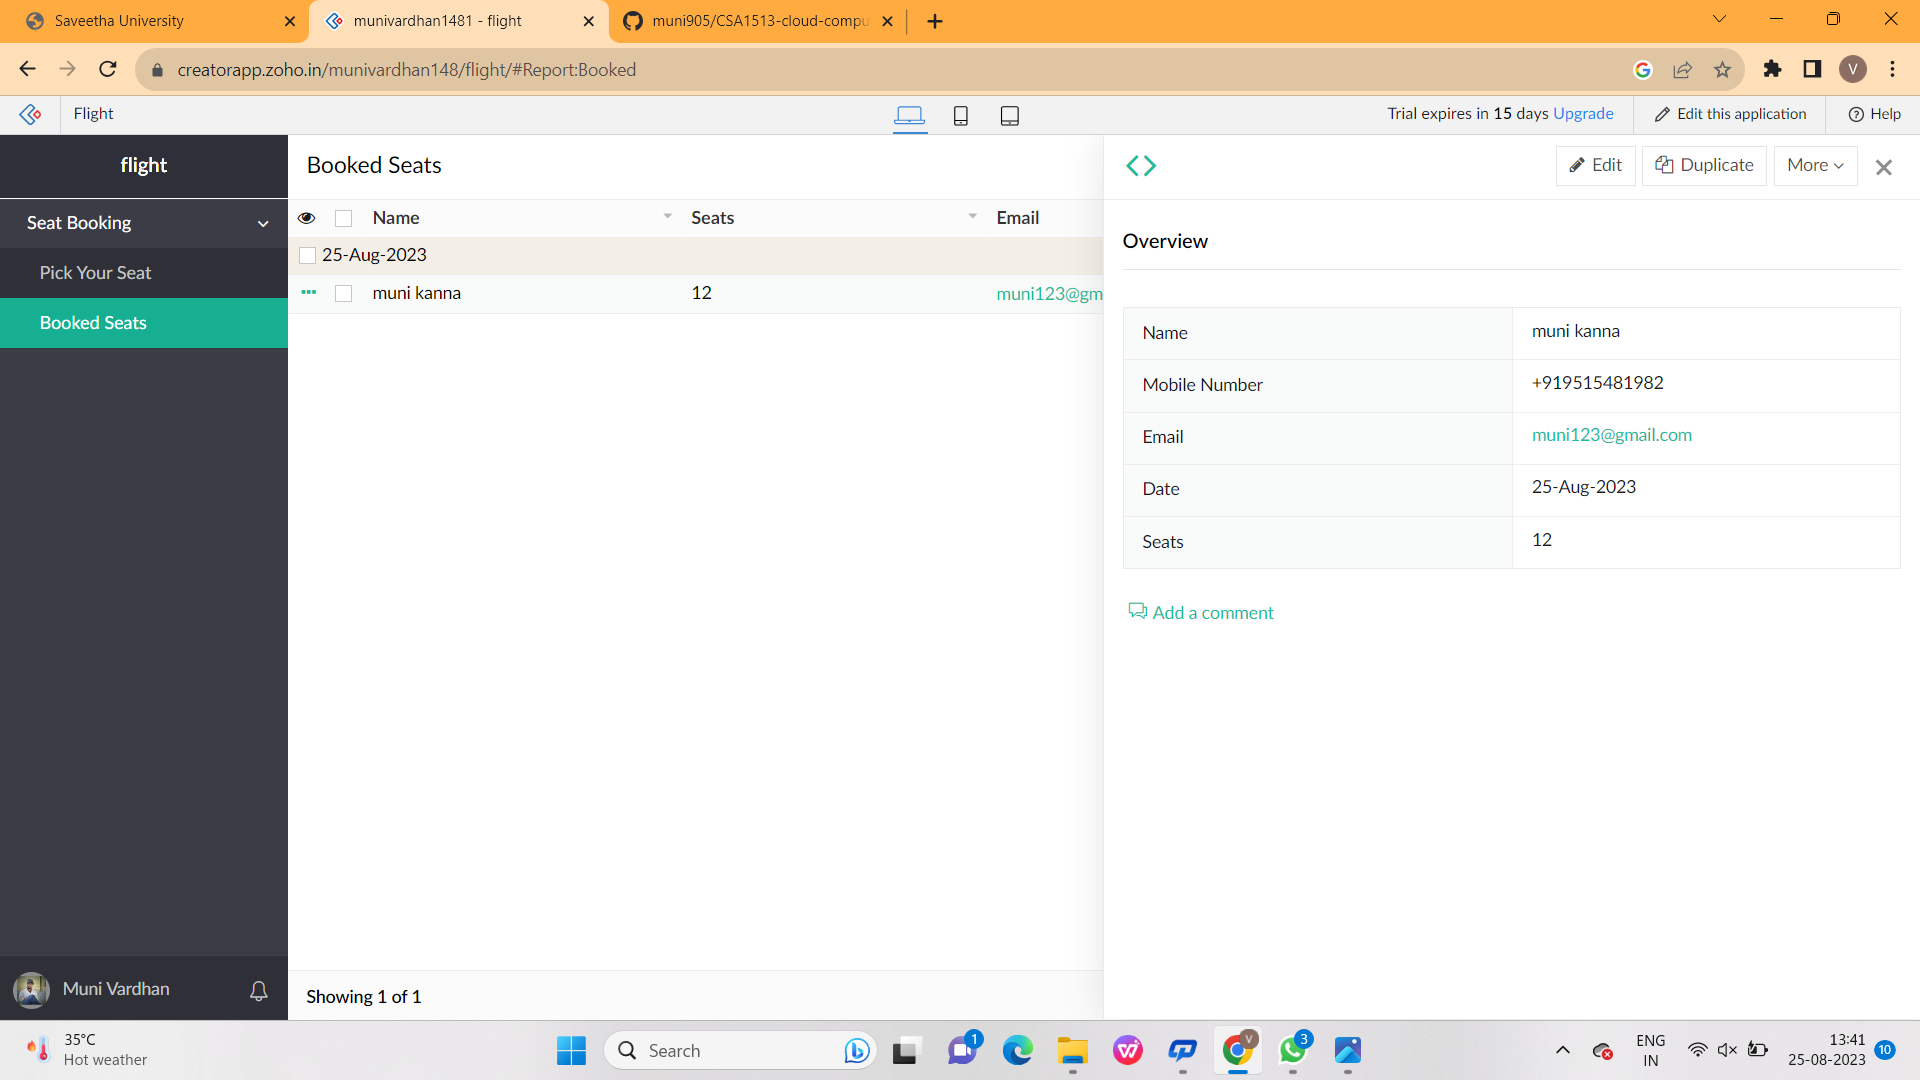 Saveetha University
munivardhan1481 - flight
muni905/CSA1513-cloud-compu
creatorapp.zoho.in/munivardhan148/flight/#Report:Booked
V
Flight
Trial expires in 15 days Upgrade
Edit this application
Help
flight
Seat Booking
Pick Your Seat
Booked Seats
Muni Vardhan
Booked Seats
Name Seats Email
25-Aug-2023
muni kanna 12 muni123@gm
Showing 1 of 1
Edit
Duplicate
More
Overview
Name muni kanna
Mobile Number +919515481982
Email muni123@gmail.com
Date 25-Aug-2023
Seats 12
Add a comment
35°C
Hot weather
Search
1
V
3
ENG
IN
13:41
25-08-2023
10